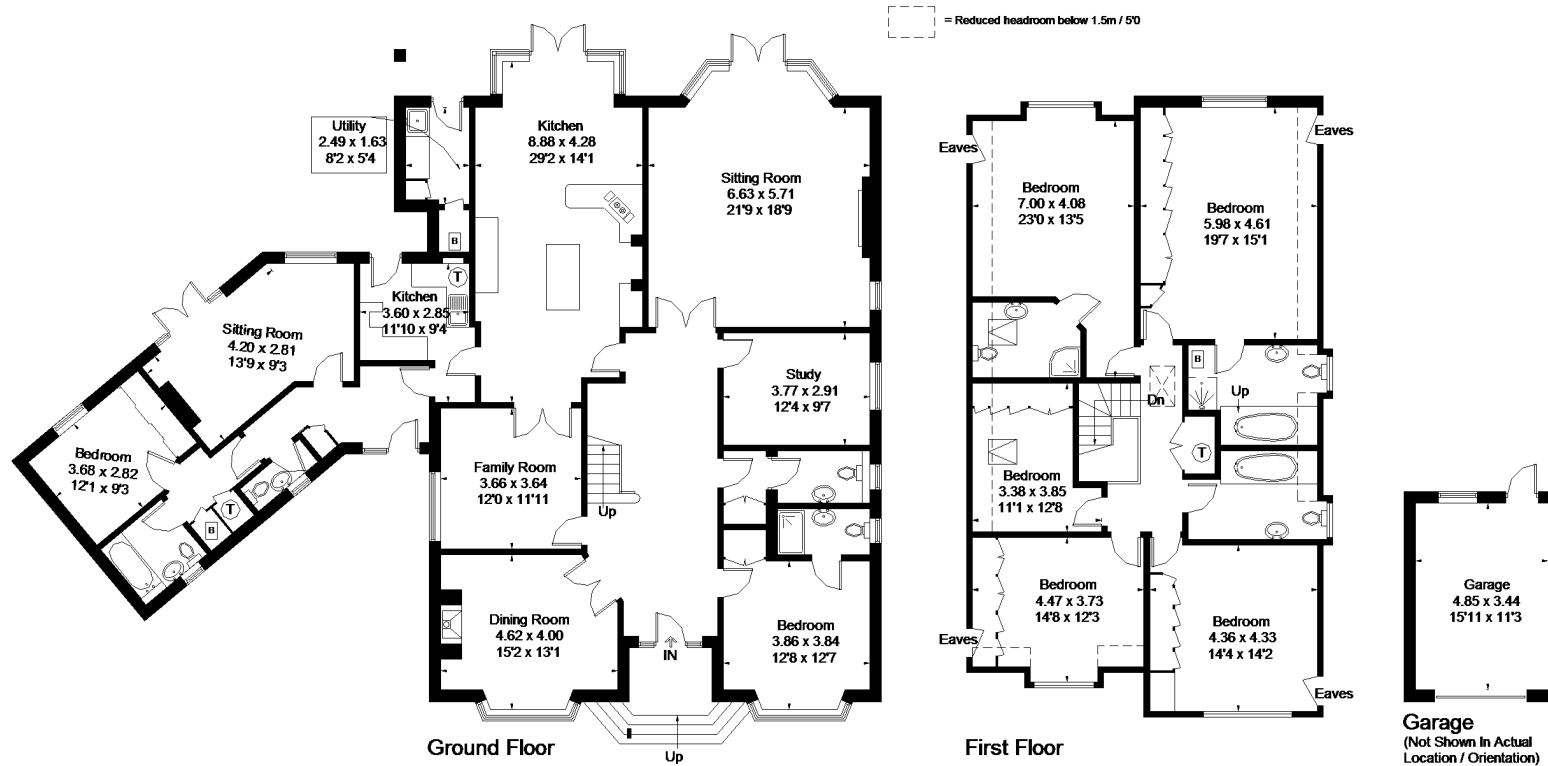 = Reduced headroom below 1.5m / 5'0
Utility
2.49 x 1.63
8'2 x 5'4
Kitchen
8.88 x 4.28
29'2 x 14'1
Sitting Room
6.63 x 5.71
21'9 x 18'9
B
T
Kitchen
3.60 x 2.85
11'10 x 9'4
Sitting Room
4.20 x 2.81
13'9 x 9'3
Study
3.77 x 2.91
12'4 x 9'7
Bedroom
3.68 x 2.82
12'1 x 9'3
Family Room
3.66 x 3.64
12'0 x 11'11
Up
T
B
Dining Room
4.62 x 4.00
15'2 x 13'1
Bedroom
3.86 x 3.84
12'8 x 12'7
IN
Up
Ground Floor
Eaves
Eaves
Bedroom
7.00 x 4.08
23'0 x 13'5
Bedroom
5.98 x 4.61
19'7 x 15'1
B
Dn
Up
T
Bedroom
3.38 x 3.85
11'1 x 12'8
Bedroom
4.47 x 3.73
14'8 x 12'3
Eaves
Bedroom
4.36 x 4.33
14'4 x 14'2
Eaves
First Floor
Garage
4.85 x 3.44
15'11 x 11'3
Garage
(Not Shown In Actual
Location / Orientation)